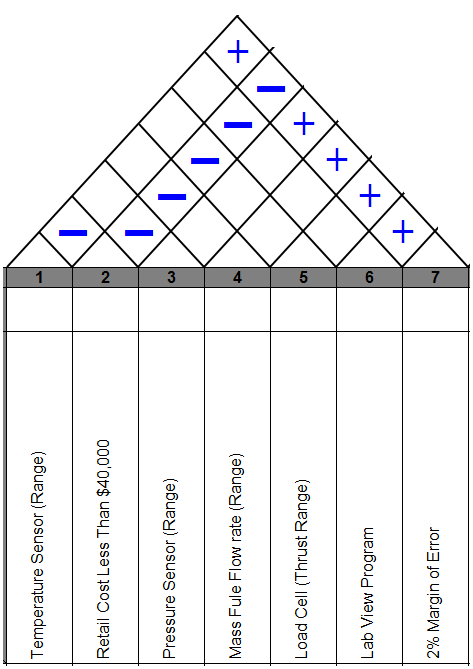 +
−
− +
− +
− +
− − +
1 2 3 4 5 6 7
Temperature Sensor (Range)
Retail Cost Less Than $40,000
Pressure Sensor (Range)
Mass Fule Flow rate (Range)
Load Cell (Thrust Range)
Lab View Program
2% Margin of Error